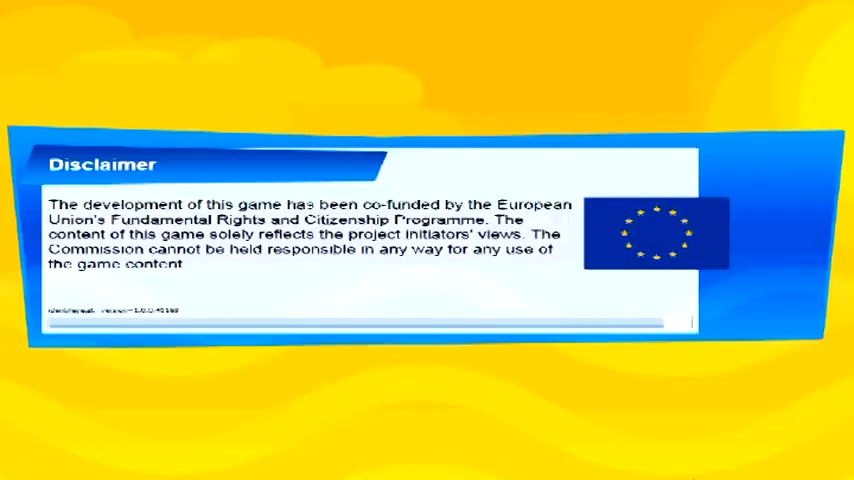 Disclaimer
The development of this game has been co-funded by the European
Union's Fundamental Rights and Citizenship Programme. The
content of this game solely reflects the project initiators' views. The
Commission cannot be held responsible in any way for any use of
the game content